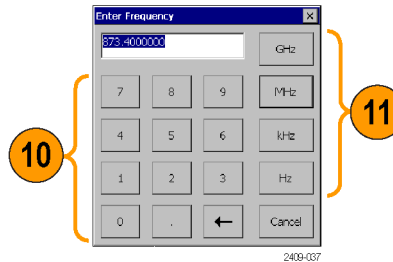 Enter Frequency
873.4000000
GHz
7 8 9 MHz
4 5 6 kHz
1 2 3 Hz
0 . ← Cancel
10
11
2409-037